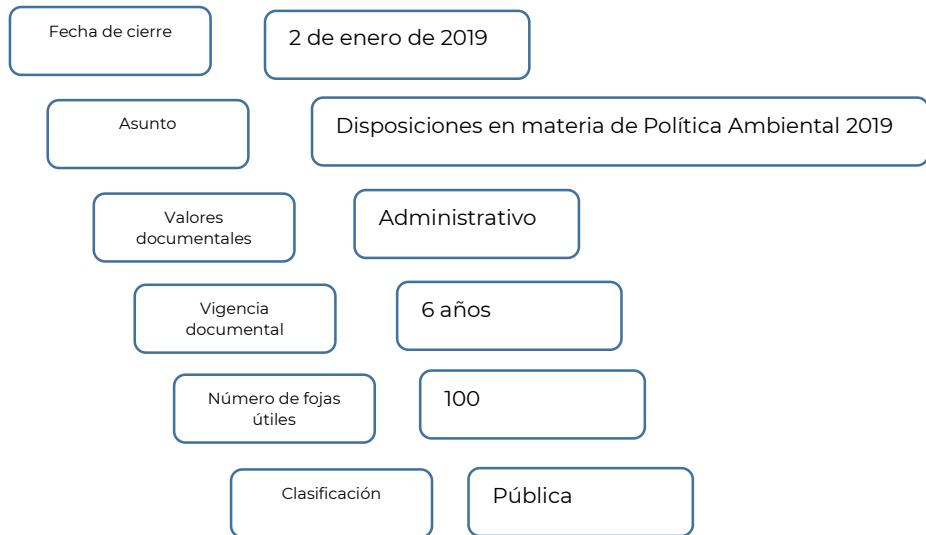 Fecha de cierre
2 de enero de 2019
Asunto
Disposiciones en materia de Política Ambiental 2019
Valores
documentales
Administrativo
Vigencia
documental
6 años
Número de fojas
útiles
100
Clasificación
Pública